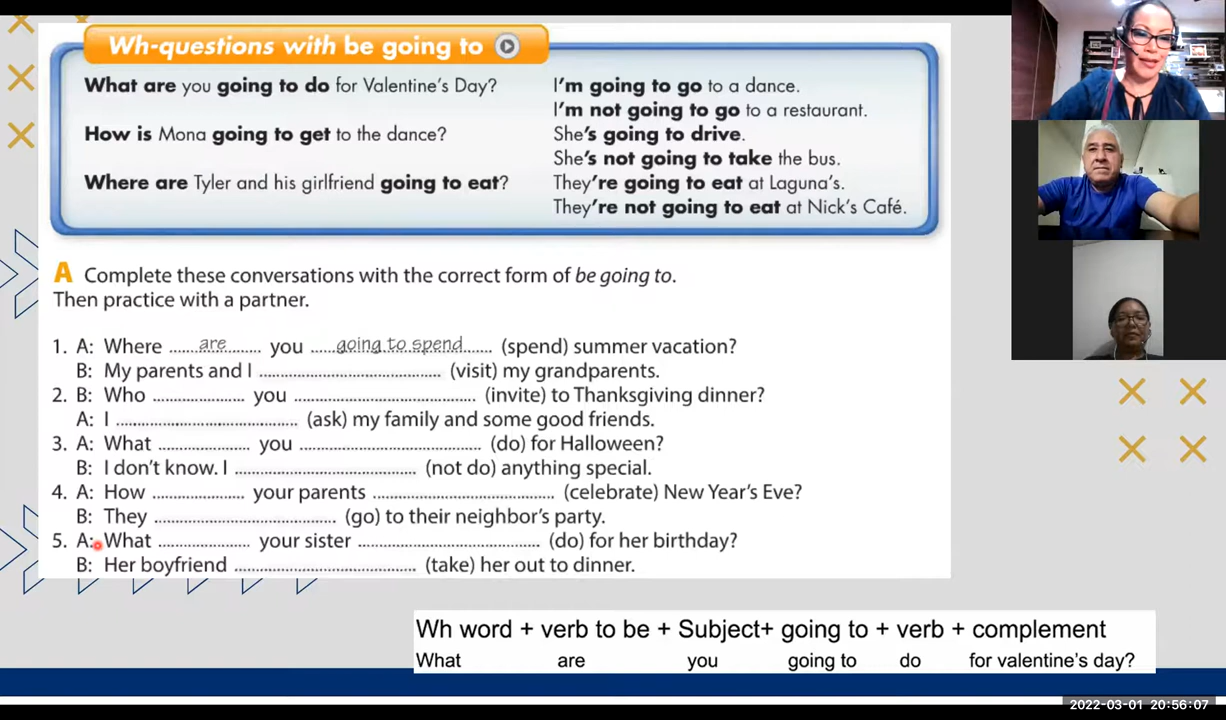 Wh-questions with be going to
What are you going to do for Valentine's Day?
I'm going to go to a dance.
I'm not going to go to a restaurant.
How is Mona going to get to the dance?
She's going to drive.
She's not going to take the bus.
Where are Tyler and his girlfriend going to eat?
They're going to eat at Laguna's.
They're not going to eat at Nick's Café.
A Complete these conversations with the correct form of be going to.
Then practice with a partner.
1. A: Where ....are.... you ....going to spend.... (spend) summer vacation?
B: My parents and I .................... (visit) my grandparents.
2. B: Who .................... you .................... (invite) to Thanksgiving dinner?
A: I .................... (ask) my family and some good friends.
3. A: What .................... you .................... (do) for Halloween?
B: I don't know. I .................... (not do) anything special.
4. A: How .................... your parents .................... (celebrate) New Year's Eve?
B: They .................... (go) to their neighbor's party.
5. A: What .................... your sister .................... (do) for her birthday?
B: Her boyfriend .................... (take) her out to dinner.
Wh word + verb to be + Subject+ going to + verb + complement
What are you going to do for valentine's day?
2022-03-01 20:56:07